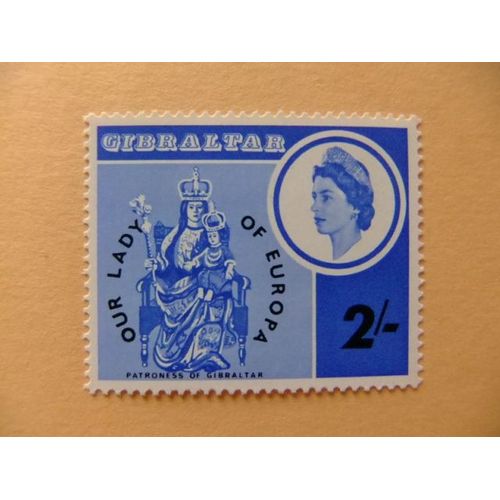 GIBRALTAR
OUR LADY
OF EUROPA
2/-
PATRONESS OF GIBRALTAR